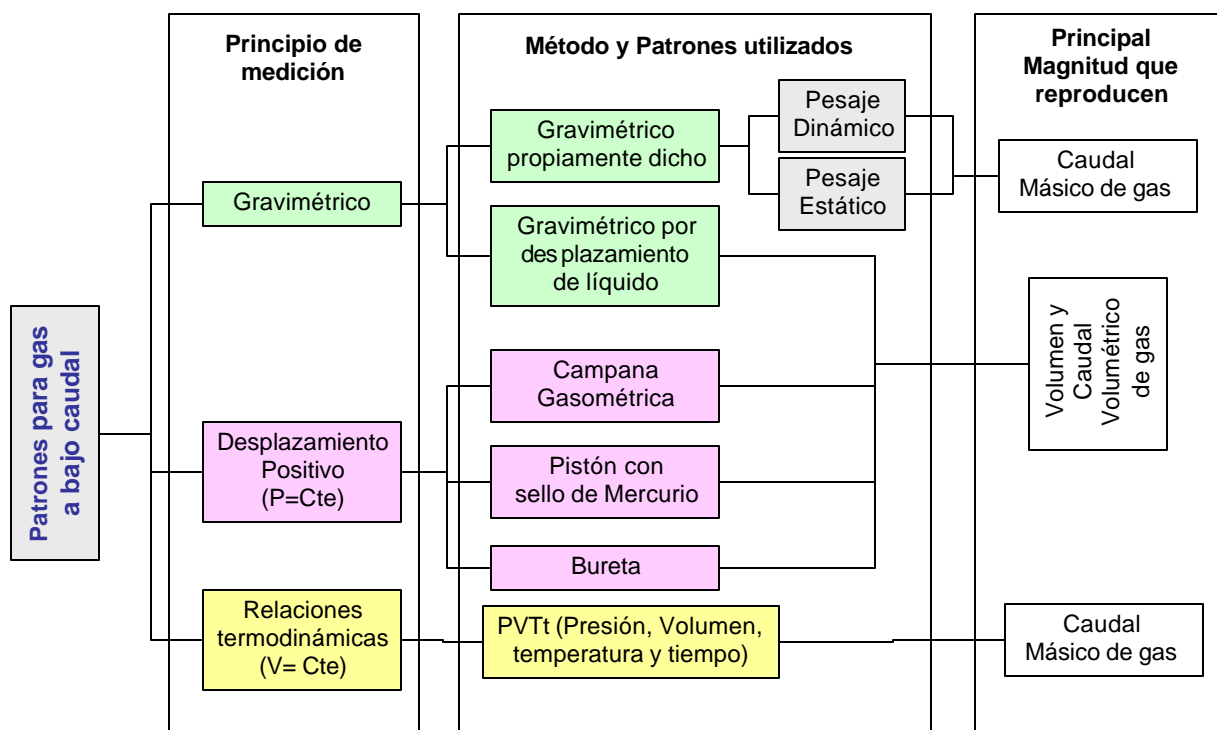 Principio de
medición
Método y Patrones utilizados
Principal
Magnitud que
reproducen
Patrones para gas
a bajo caudal
Gravimétrico
Desplazamiento
Positivo
(P=Cte)
Relaciones
termodinámicas
(V= Cte)
Gravimétrico
propiamente dicho
Pesaje
Dinámico
Pesaje
Estático
Gravimétrico por
desplazamiento
de líquido
Campana
Gasométrica
Pistón con
sello de Mercurio
Bureta
PVTt (Presión, Volumen,
temperatura y tiempo)
Caudal
Másico de gas
Volumen y
Caudal
Volumétrico
de gas
Caudal
Másico de gas